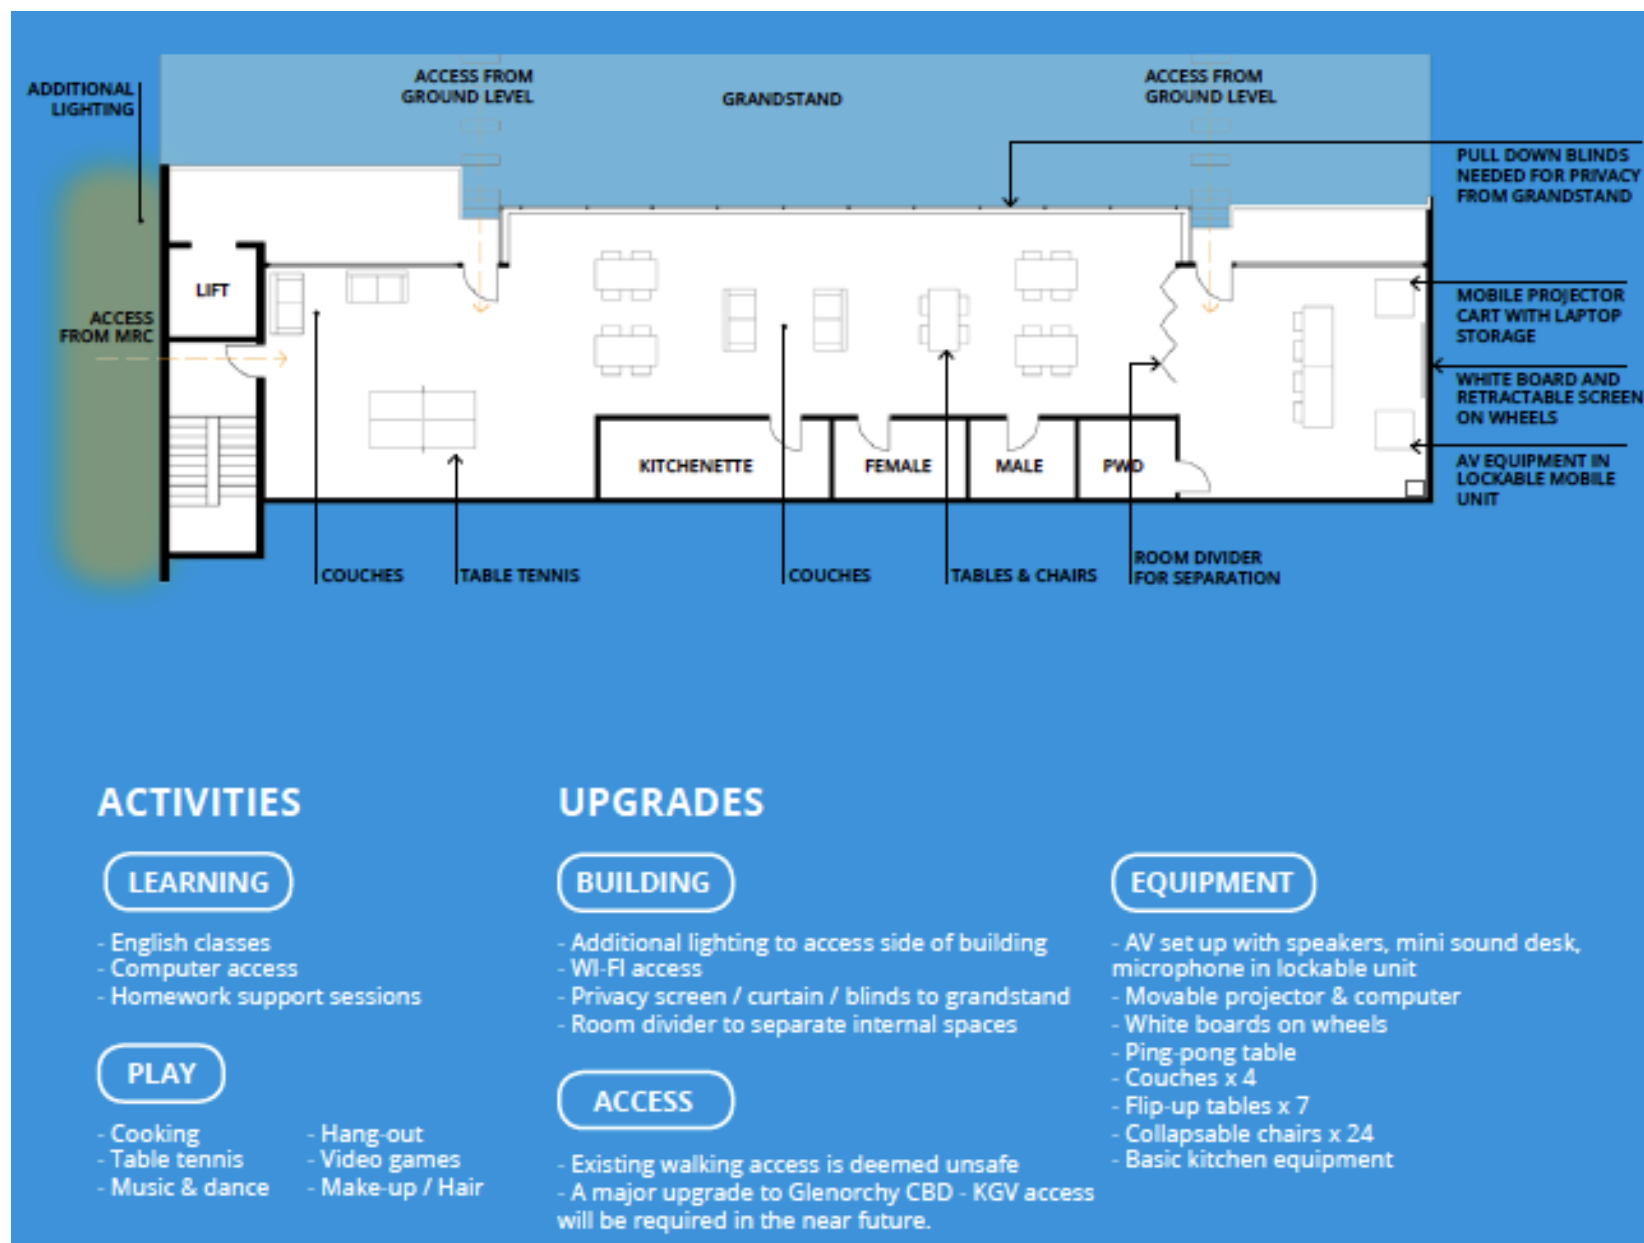 ADDITIONAL
LIGHTING
ACCESS FROM
GROUND LEVEL
GRANDSTAND
ACCESS FROM
GROUND LEVEL
PULL DOWN BLINDS
NEEDED FOR PRIVACY
FROM GRANDSTAND
LIFT
ACCESS
FROM MRC
MOBILE PROJECTOR
CART WITH LAPTOP
STORAGE
WHITE BOARD AND
RETRACTABLE SCREEN
ON WHEELS
KITCHENETTE
FEMALE
MALE
PWD
AV EQUIPMENT IN
LOCKABLE MOBILE
UNIT
COUCHES
TABLE TENNIS
COUCHES
TABLES & CHAIRS
ROOM DIVIDER
FOR SEPARATION
ACTIVITIES
LEARNING
- English classes
- Computer access
- Homework support sessions
PLAY
- Cooking
- Table tennis
- Music & dance
- Hang-out
- Video games
- Make-up / Hair
UPGRADES
BUILDING
- Additional lighting to access side of building
- WI-FI access
- Privacy screen / curtain / blinds to grandstand
- Room divider to separate internal spaces
ACCESS
- Existing walking access is deemed unsafe
- A major upgrade to Glenorchy CBD - KGV access
will be required in the near future.
EQUIPMENT
- AV set up with speakers, mini sound desk,
microphone in lockable unit
- Movable projector & computer
- White boards on wheels
- Ping-pong table
- Couches x 4
- Flip-up tables x 7
- Collapsable chairs x 24
- Basic kitchen equipment